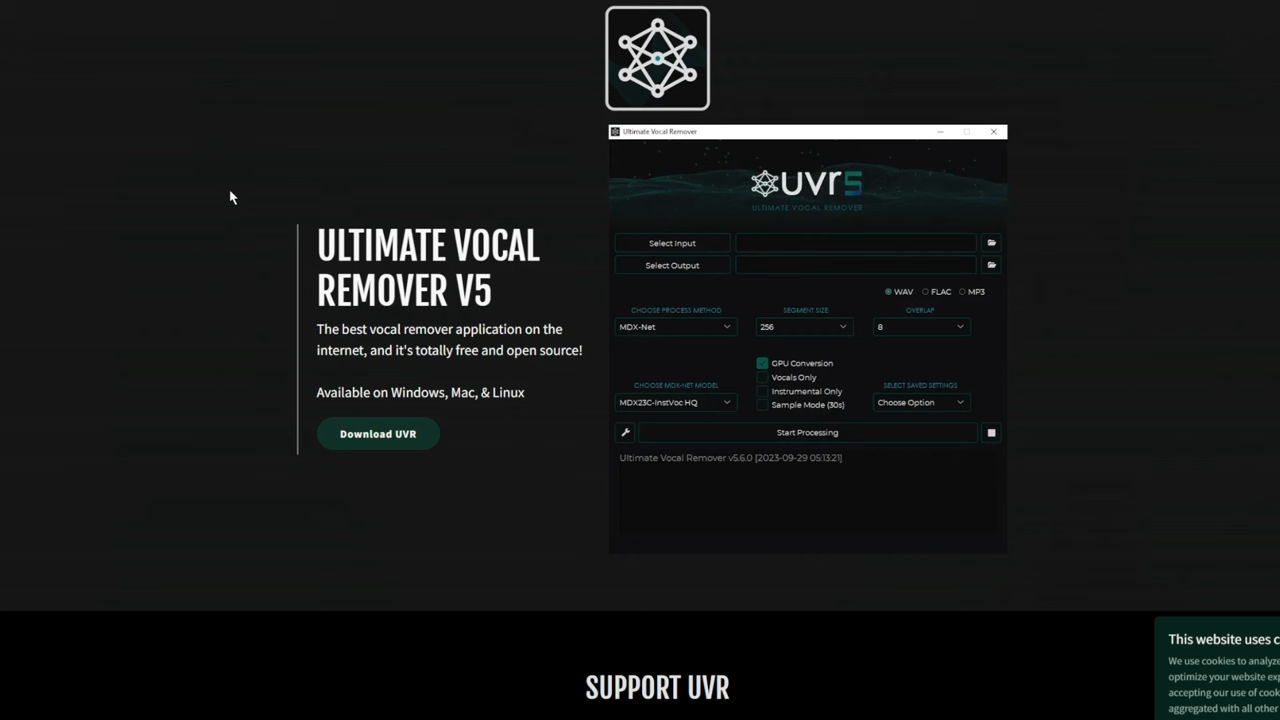 Ultimate Vocal Remover
uvr5
ULTIMATE VOCAL REMOVER
Select Input
Select Output
WAV FLAC MP3
CHOOSE PROCESS METHOD SEGMENT SIZE OVERLAP
MDX-Net 256 8
GPU Conversion
Vocals Only
Instrumental Only
Sample Mode (30s)
CHOOSE MDX-NET MODEL SELECT SAVED SETTINGS
MDX23C-InstVoc HQ Choose Option
Start Processing
Ultimate Vocal Remover v5.6.0 [2023-09-29 05:13:21]
ULTIMATE VOCAL
REMOVER V5
The best vocal remover application on the
internet, and it's totally free and open source!
Available on Windows, Mac, & Linux
Download UVR
SUPPORT UVR
This website uses c
We use cookies to analyze
optimize your website exp
accepting our use of cook
aggregated with all other